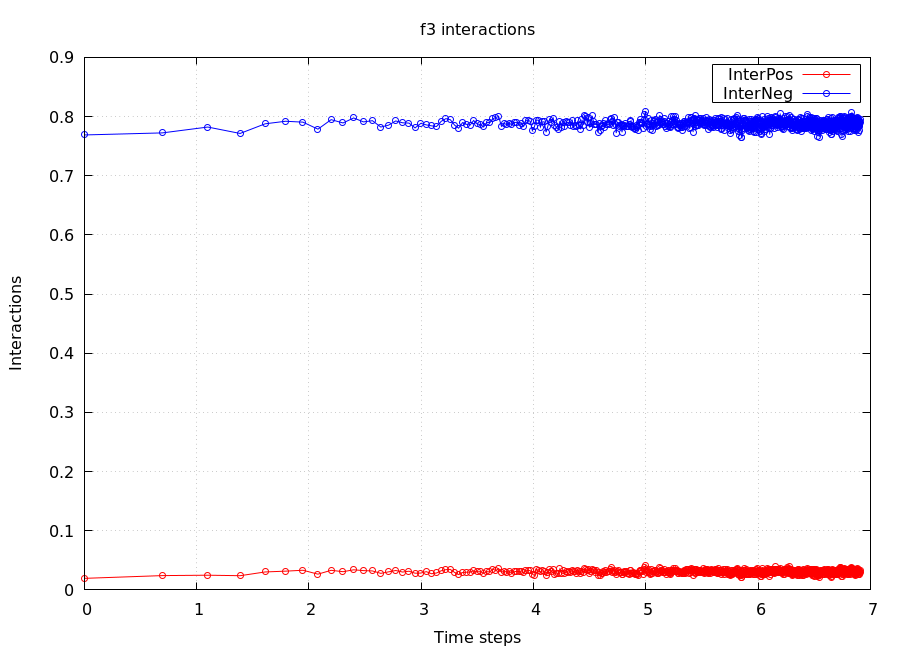 f3 interactions
InterPos
InterNeg
Interactions
0.9
0.8
0.7
0.6
0.5
0.4
0.3
0.2
0.1
0
0 1 2 3 4 5 6 7
Time steps